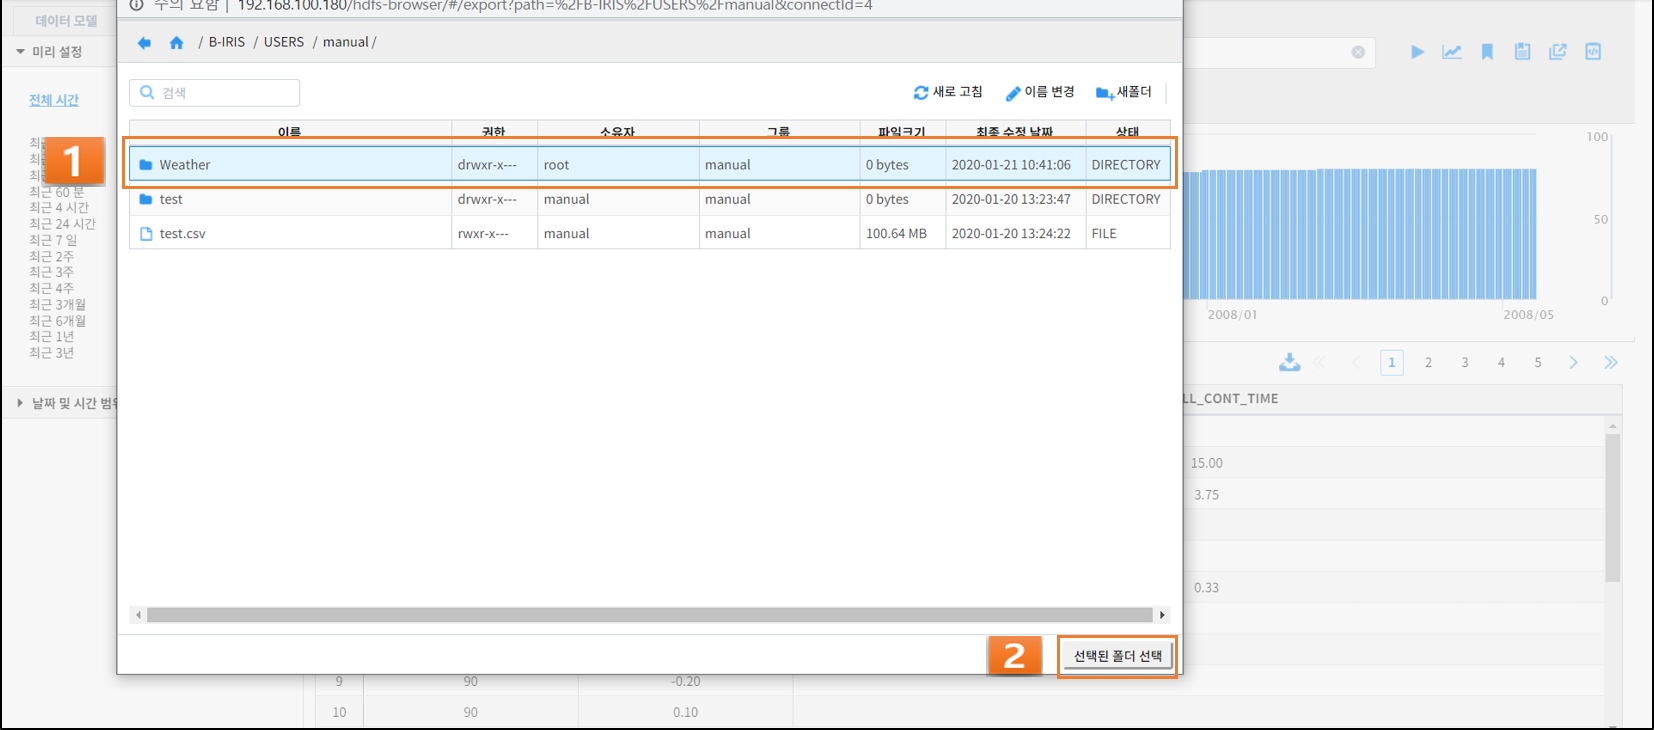 데이터 모델
미리 설정
전체 시간
최근
최근
최근
최근 60 분
최근 4 시간
최근 24 시간
최근 7 일
최근 2주
최근 3주
최근 4주
최근 3개월
최근 6개월
최근 1년
최근 3년
날짜 및 시간 범위
1
주의 요함 | 192.168.100.180/hdfs-browser/#/export?path=%2FB-IRIS%2FUSERS%2Fmanual&connectId=4
/ B-IRIS / USERS / manual /
검색
새로 고침 이름 변경 새폴더
이름 권한 소유자 그룹 파일크기 최종 수정 날짜 상태
Weather drwxr-x--- root manual 0 bytes 2020-01-21 10:41:06 DIRECTORY
test drwxr-x--- manual manual 0 bytes 2020-01-20 13:23:47 DIRECTORY
test.csv rwxr-x--- manual manual 100.64 MB 2020-01-20 13:24:22 FILE
2
선택된 폴더 선택
100
50
0
2008/01 2008/05
1 2 3 4 5
LL_CONT_TIME
15.00
3.75
0.33
9 90 -0.20
10 90 0.10